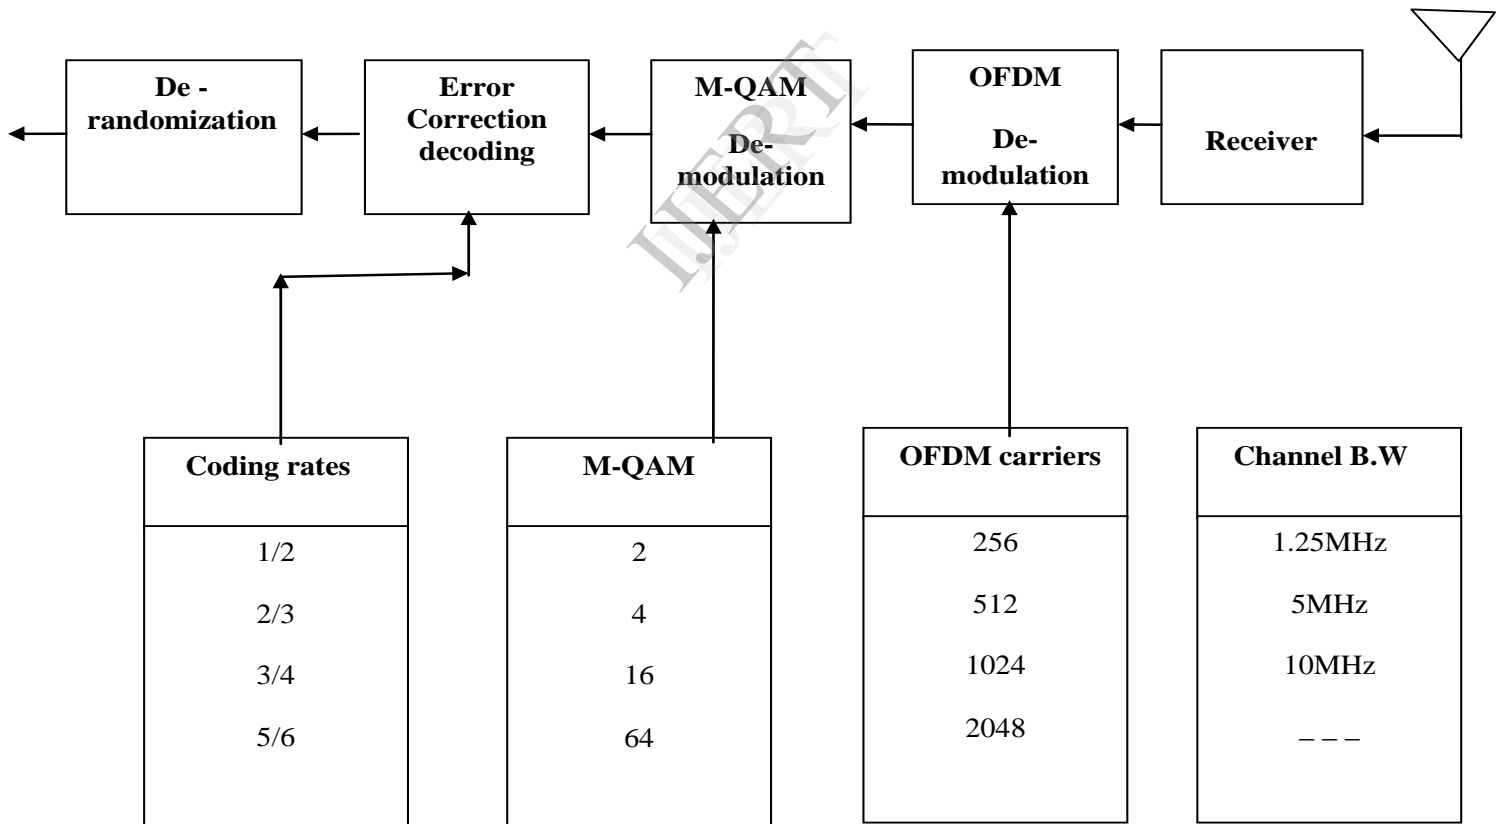 De -
randomization
Error
Correction
decoding
M-QAM
De-
modulation
OFDM
De-
modulation
Receiver
IJERT
Coding rates
1/2
2/3
3/4
5/6
M-QAM
2
4
16
64
OFDM carriers
256
512
1024
2048
Channel B.W
1.25MHz
5MHz
10MHz
_ _ _